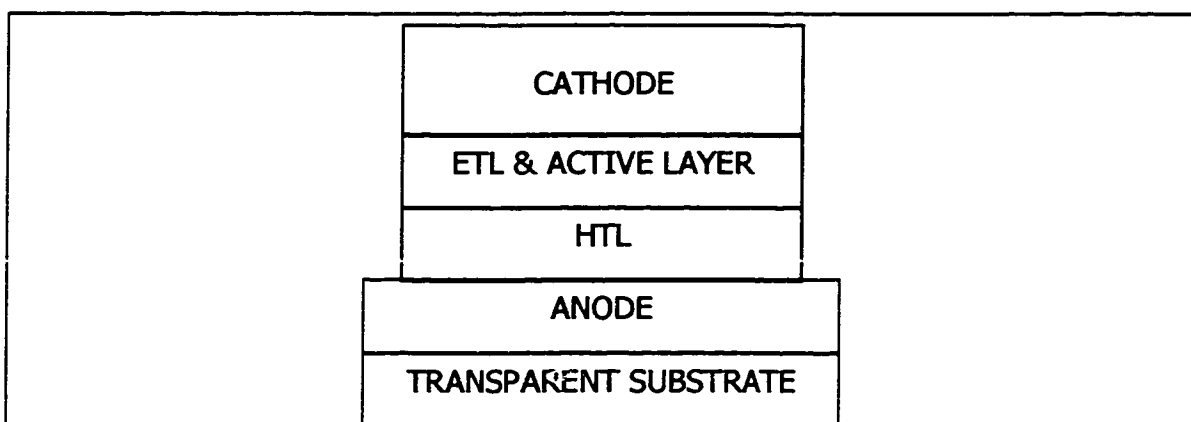 CATHODE
ETL & ACTIVE LAYER
HTL
ANODE
TRANSPARENT SUBSTRATE